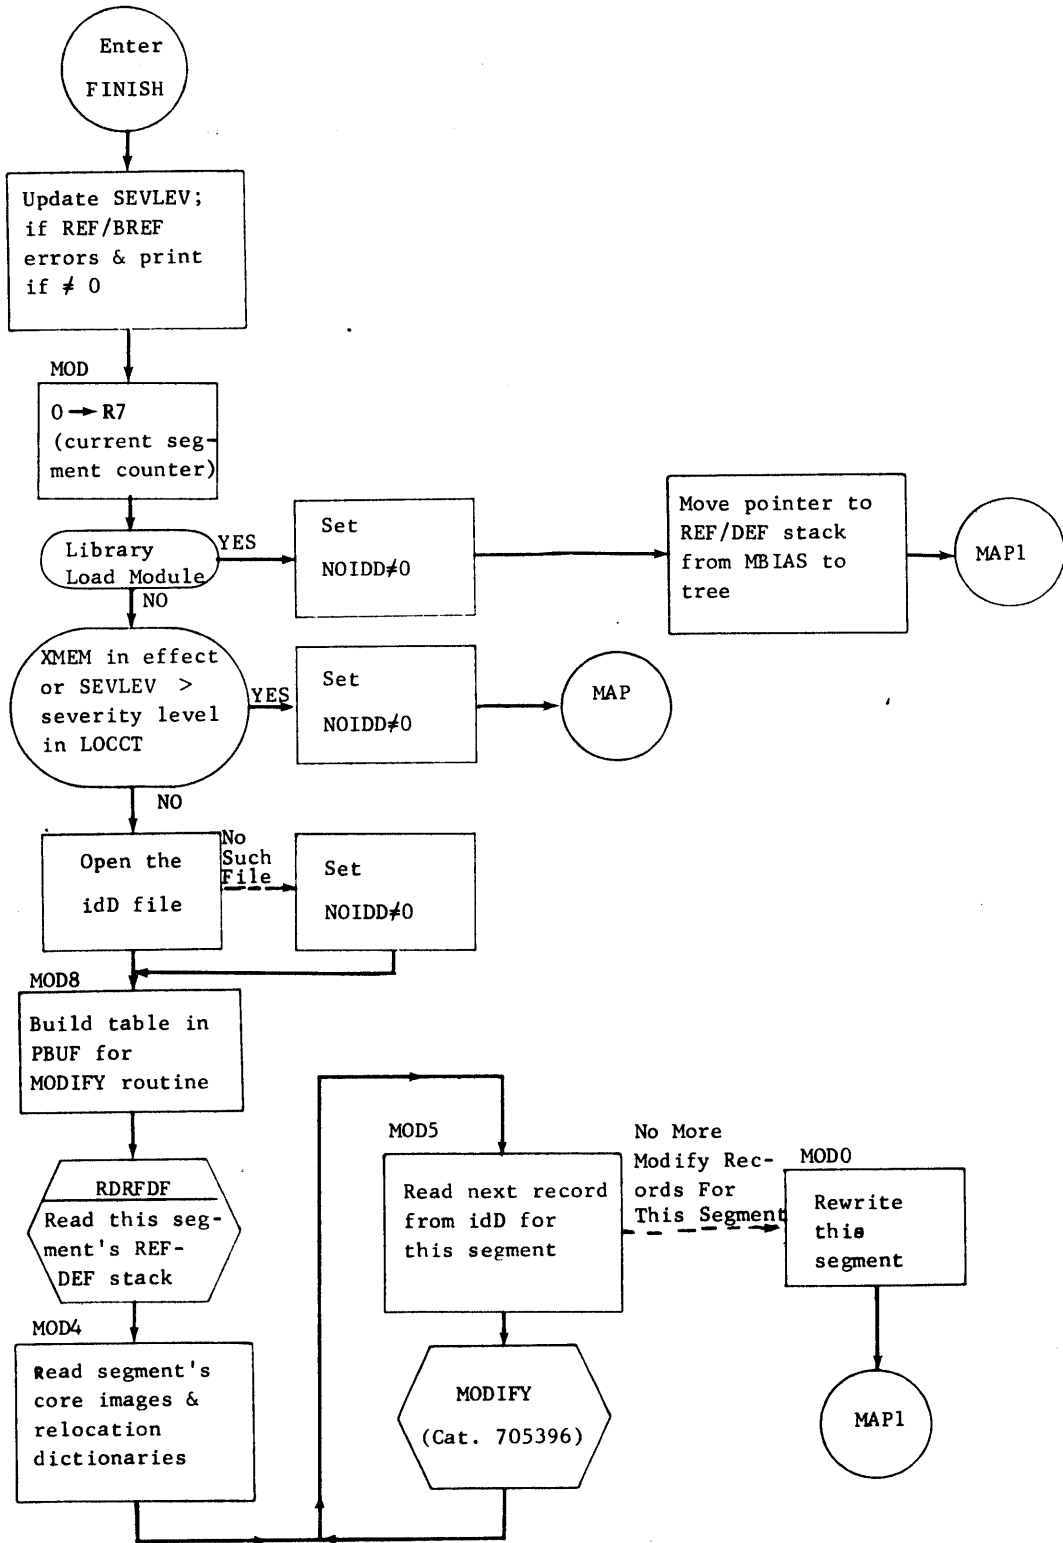 Enter
FINISH
Update SEVLEV;
if REF/BREF
errors & print
if ≠ 0
MOD
0 → R7
(current seg-
ment counter)
Library
Load Module
YES
NO
Set
NOIDD≠0
Move pointer to
REF/DEF stack
from MBIAS to
tree
MAP1
XMEM in effect
or SEVLEV >
severity level
in LOCCT
YES
NO
Set
NOIDD≠0
MAP
Open the
idD file
No
Such
File
Set
NOIDD≠0
MOD8
Build table in
PBUF for
MODIFY routine
RDRFDF
Read this seg-
ment's REF-
DEF stack
MOD4
Read segment's
core images &
relocation
dictionaries
MOD5
Read next record
from idD for
this segment
No More
Modify Rec-
ords For
This Segment
MODIFY
(Cat. 705396)
MOD0
Rewrite
this
segment
MAP1